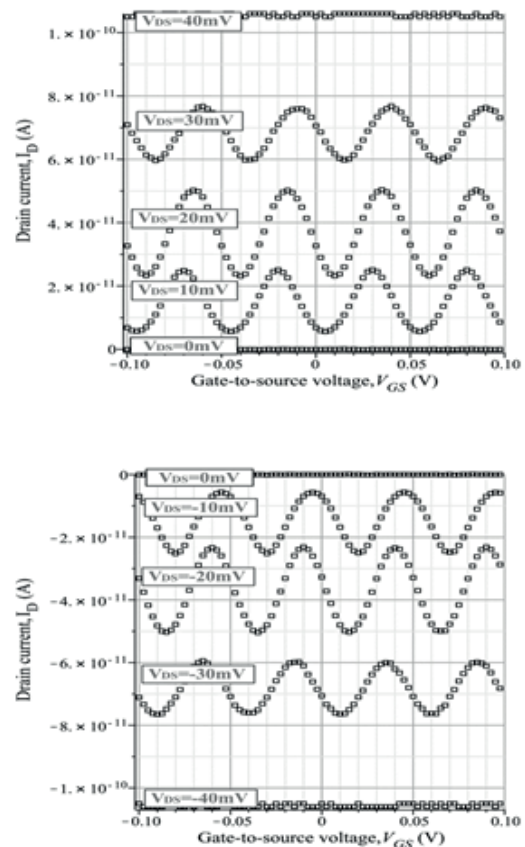 1. × 10⁻¹⁰
VDS=40mV
8. × 10⁻¹¹
VDS=30mV
6. × 10⁻¹¹
Drain current, ID (A)
4. × 10⁻¹¹
VDS=20mV
2. × 10⁻¹¹
VDS=10mV
0
VDS=0mV
−0.10 −0.05 0 0.05 0.10
Gate-to-source voltage, VGS (V)
0
VDS=0mV
VDS=-10mV
−2. × 10⁻¹¹
VDS=-20mV
−4. × 10⁻¹¹
Drain current, ID (A)
−6. × 10⁻¹¹
VDS=-30mV
−8. × 10⁻¹¹
−1. × 10⁻¹⁰
VDS=-40mV
−0.10 −0.05 0 0.05 0.10
Gate-to-source voltage, VGS (V)